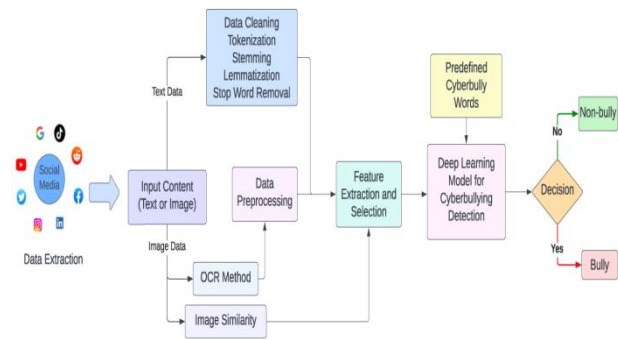 Data Cleaning
Tokenization
Stemming
Lemmatization
Stop Word Removal
Text Data
Social
Media
Data Extraction
Input Content
(Text or Image)
Image Data
Data
Preprocessing
OCR Method
Image Similarity
Feature
Extraction and
Selection
Predefined
Cyberbully
Words
Deep Learning
Model for
Cyberbullying
Detection
Decision
No
Non-bully
Yes
Bully